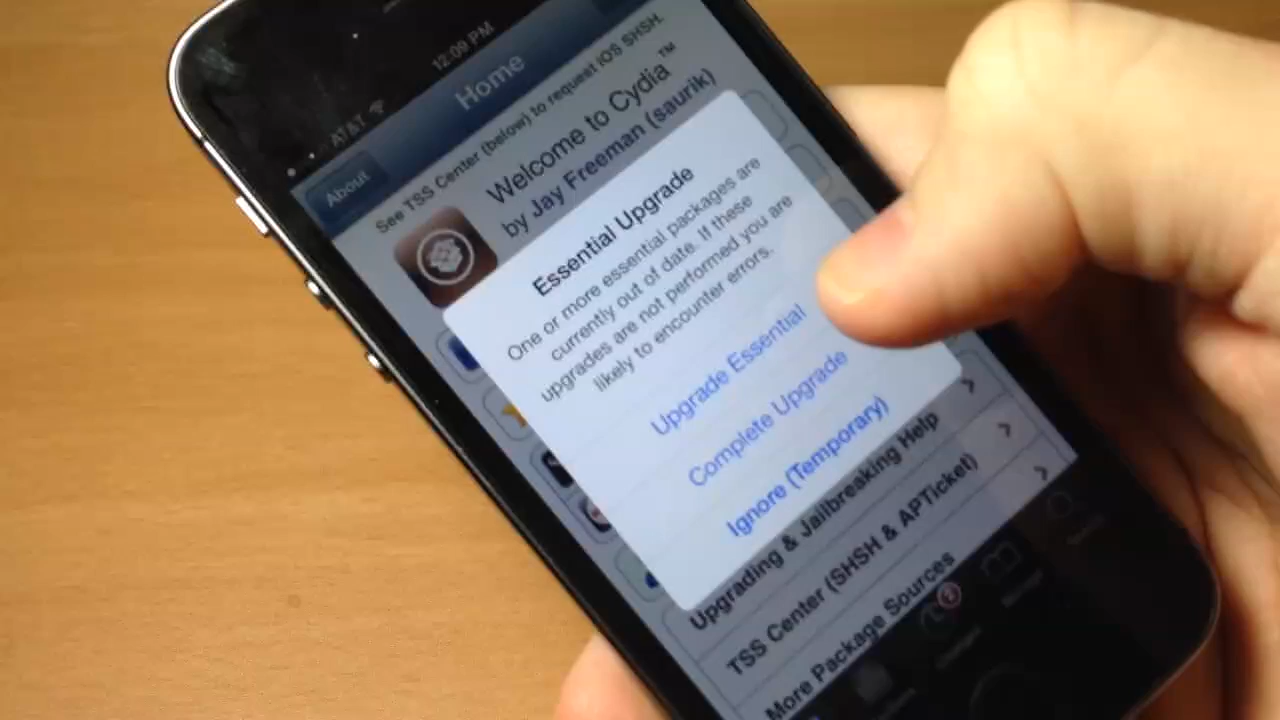 AT&T
12:09 PM
About
Home
See TSS Center (below) to request iOS SHSH.
Welcome to Cydia™
by Jay Freeman (saurik)
Essential Upgrade
One or more essential packages are
currently out of date. If these
upgrades are not performed you are
likely to encounter errors.
Upgrade Essential
Complete Upgrade
Ignore (Temporary)
Upgrading & Jailbreaking Help
TSS Center (SHSH & APTicket)
More Package Sources